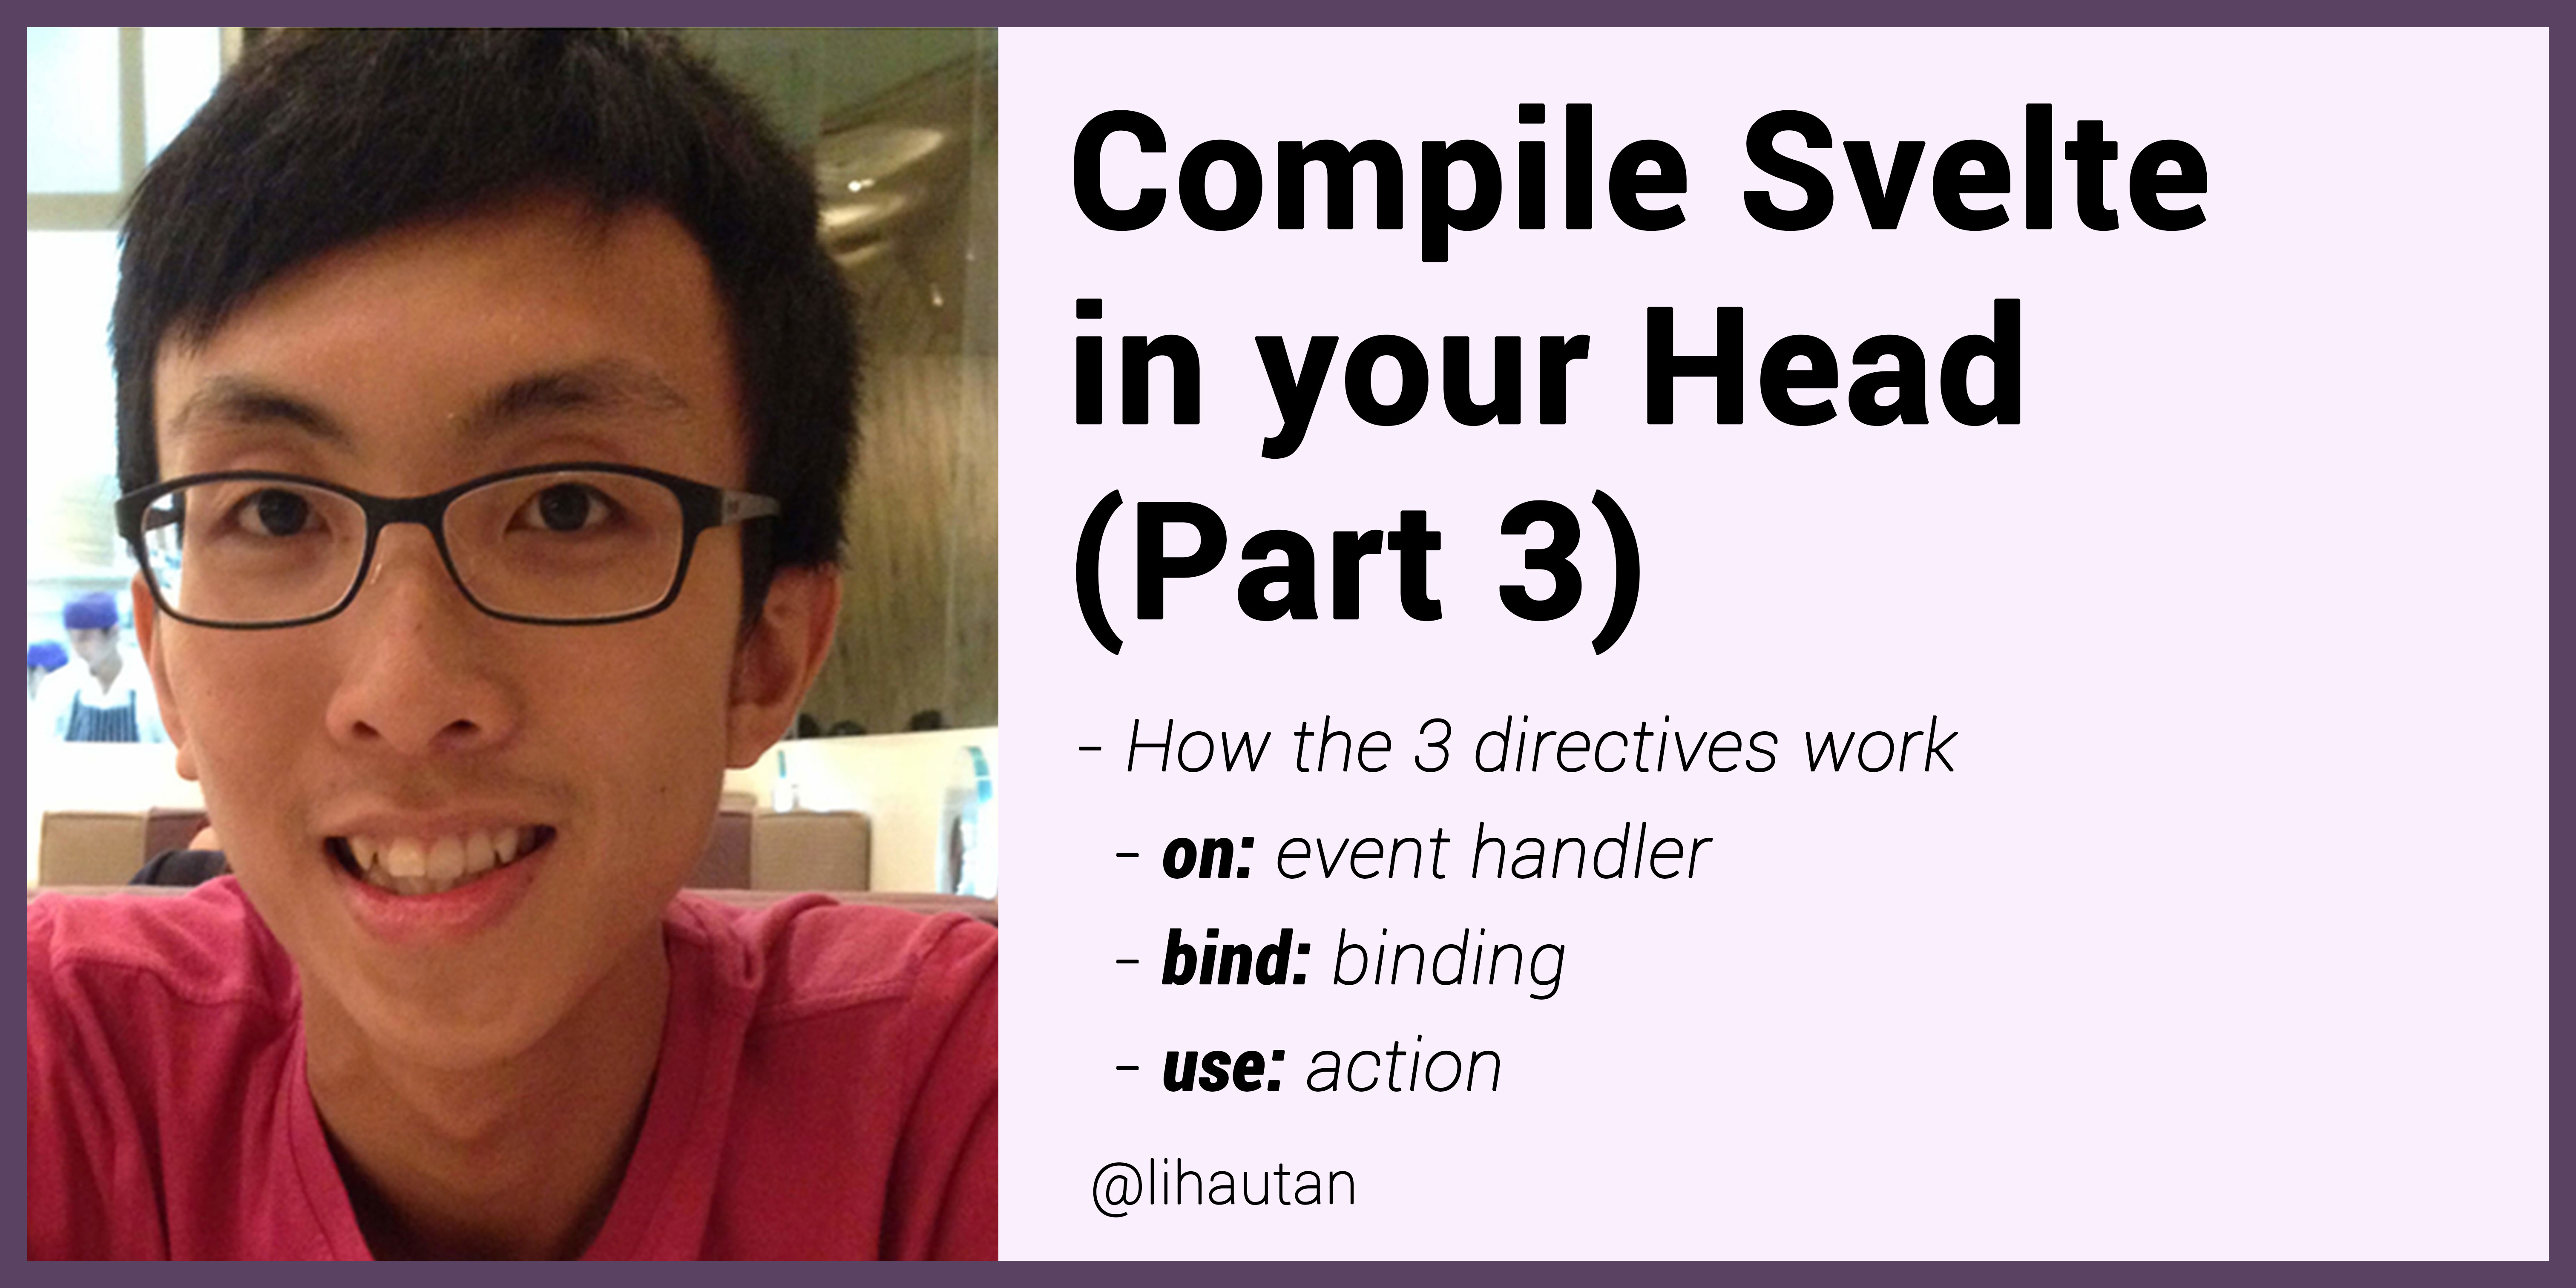 Compile Svelte
in your Head
(Part 3)
- How the 3 directives work
- on: event handler
- bind: binding
- use: action
@lihautan